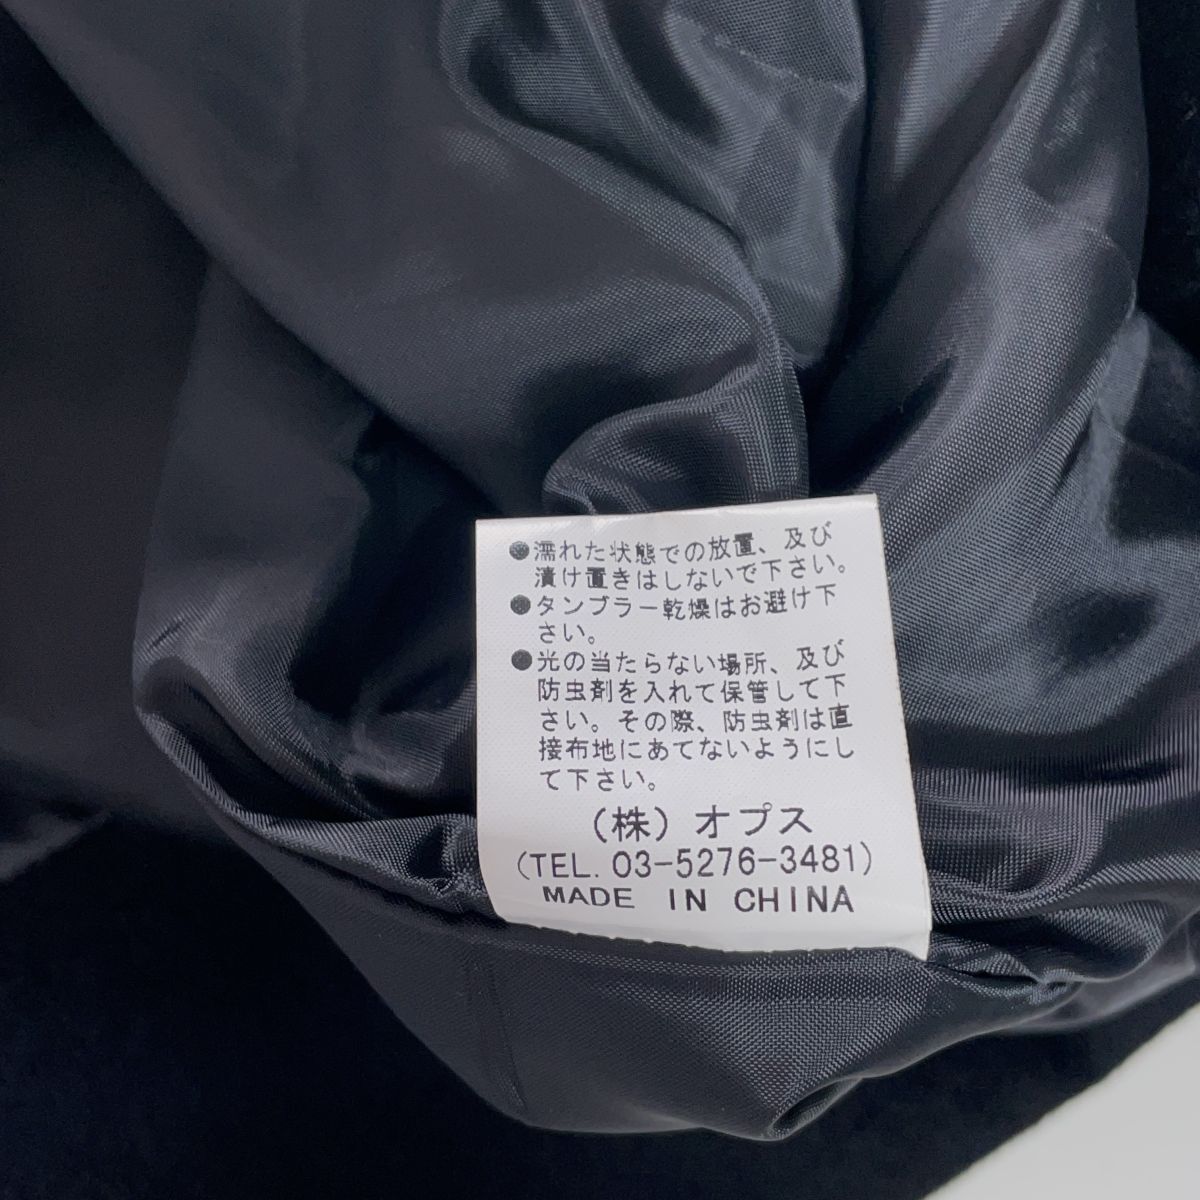 ●濡れた状態での放置、及び
漬け置きはしないで下さい。
●タンブラー乾燥はお避け下
さい。
●光の当たらない場所、及び
防虫剤を入れて保管して下
さい。その際、防虫剤は直
接布地にあてないようにし
て下さい。
(株) オプス
(TEL. 03-5276-3481)
MADE IN CHINA